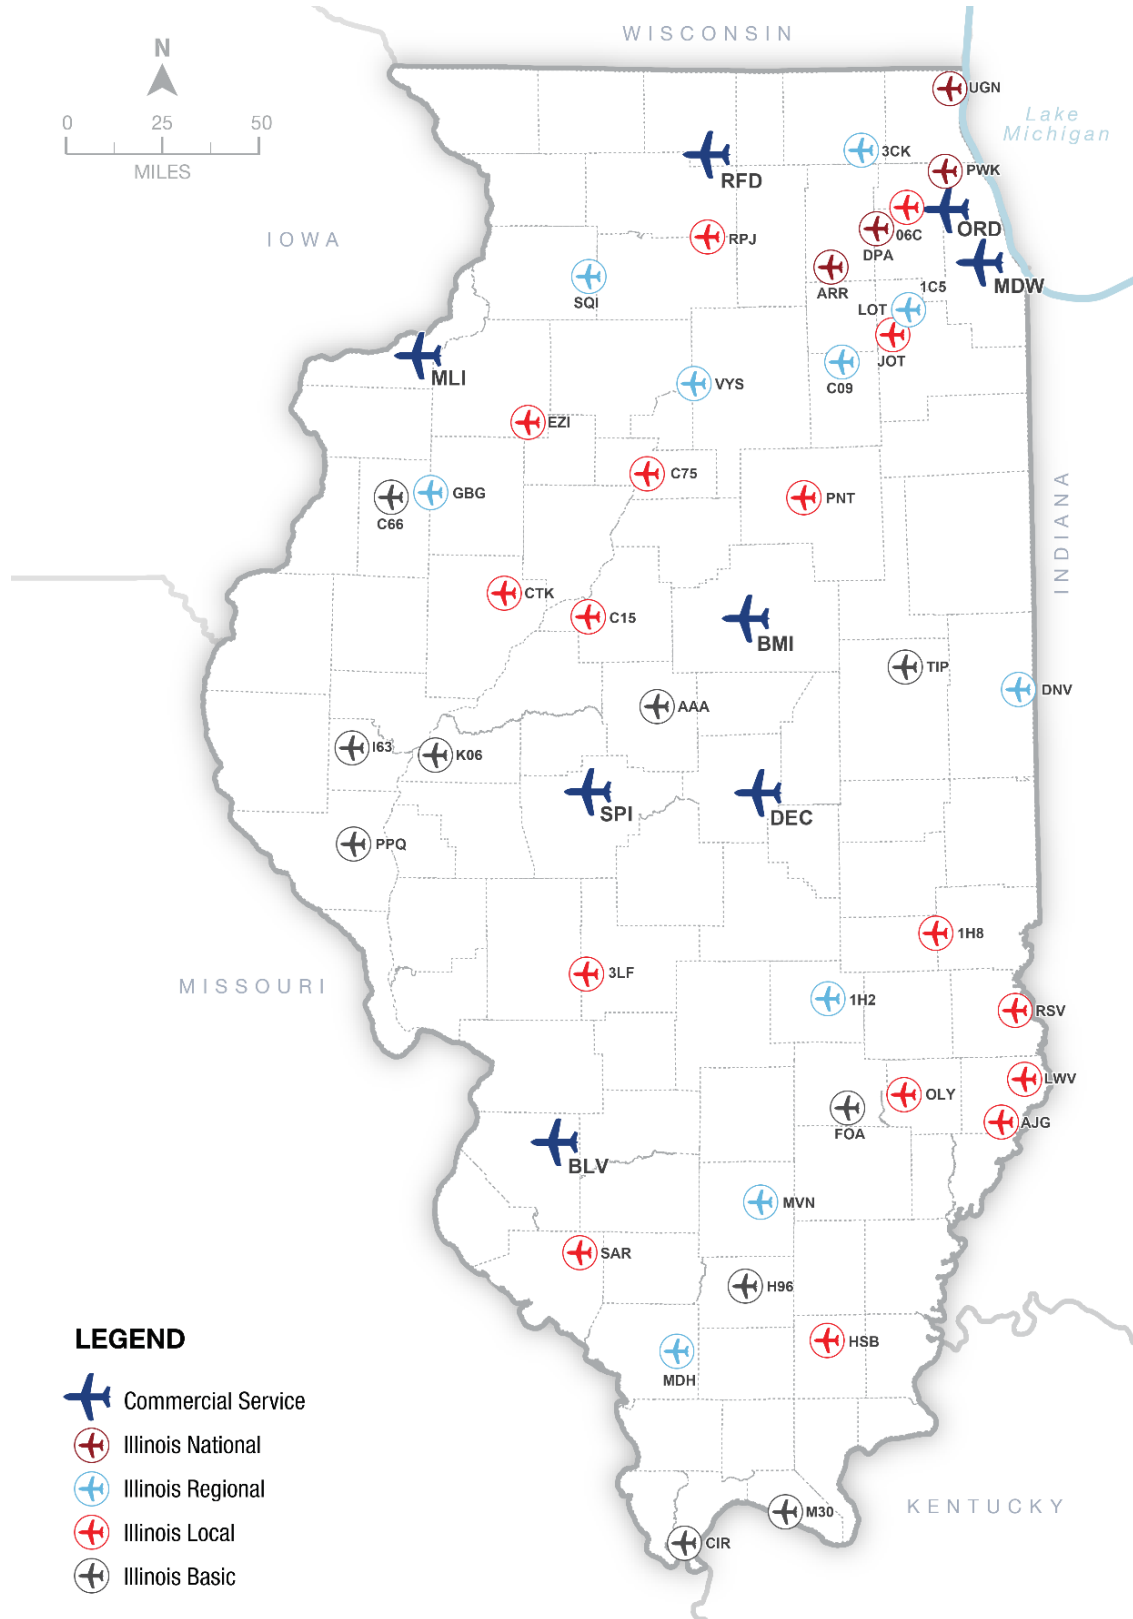 WISCONSIN
N
0 25 50
MILES
UGN
Lake
Michigan
3CK
PWK
RFD
ORD
06C
IOWA
RPJ
DPA
MDW
ARR
SQI
1C5
LOT
JOT
MLI
C09
VYS
EZI
C75
GBG
C66
PNT
INDIANA
CTK
C15
BMI
TIP
DNV
AAA
I63
K06
SPI
DEC
PPQ
1H8
3LF
MISSOURI
1H2
RSV
LWV
OLY
AJG
FOA
BLV
MVN
SAR
H96
HSB
MDH
LEGEND
Commercial Service
Illinois National
Illinois Regional
Illinois Local
Illinois Basic
KENTUCKY
M30
CIR